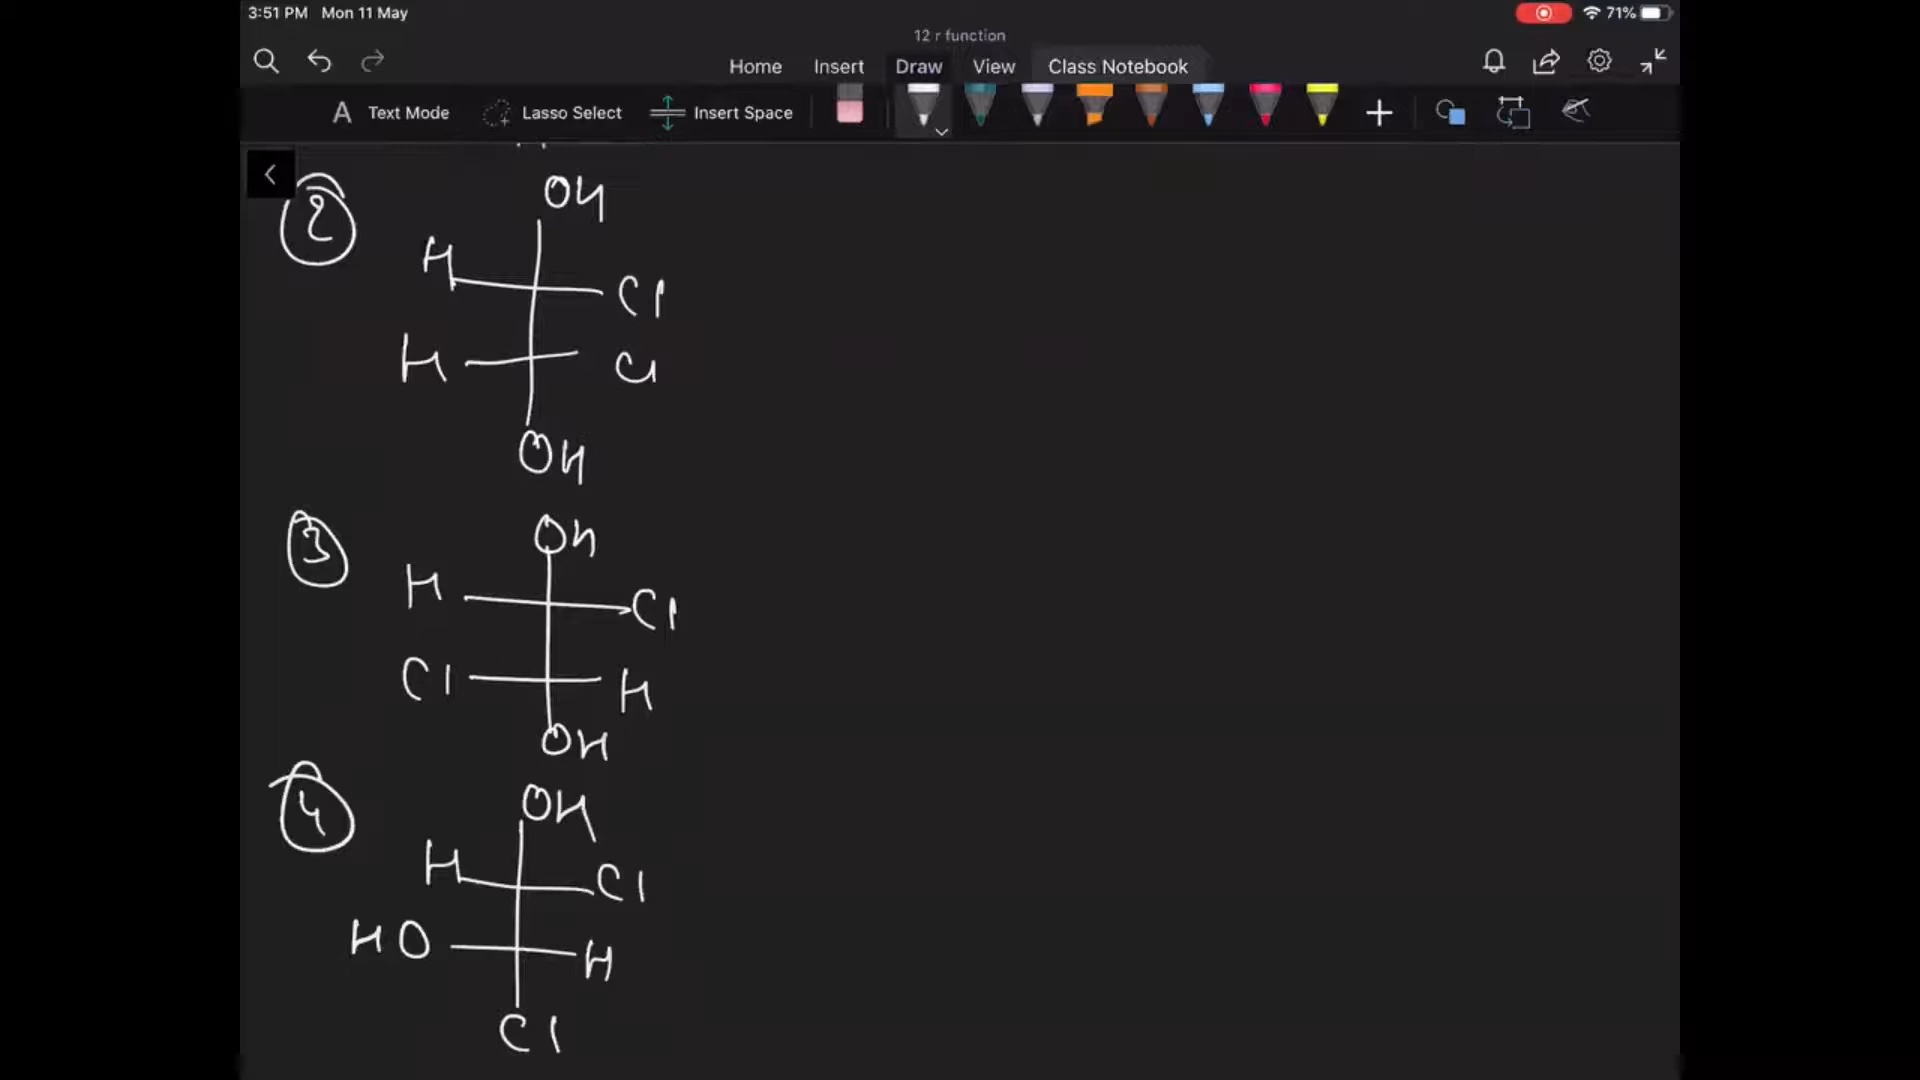 3:51 PM Mon 11 May
71%
12 r function
Home Insert Draw View Class Notebook
Text Mode Lasso Select Insert Space
2
OH
H Cl
H Cl
OH
3
OH
H Cl
Cl H
OH
4
OH
H Cl
HO H
Cl